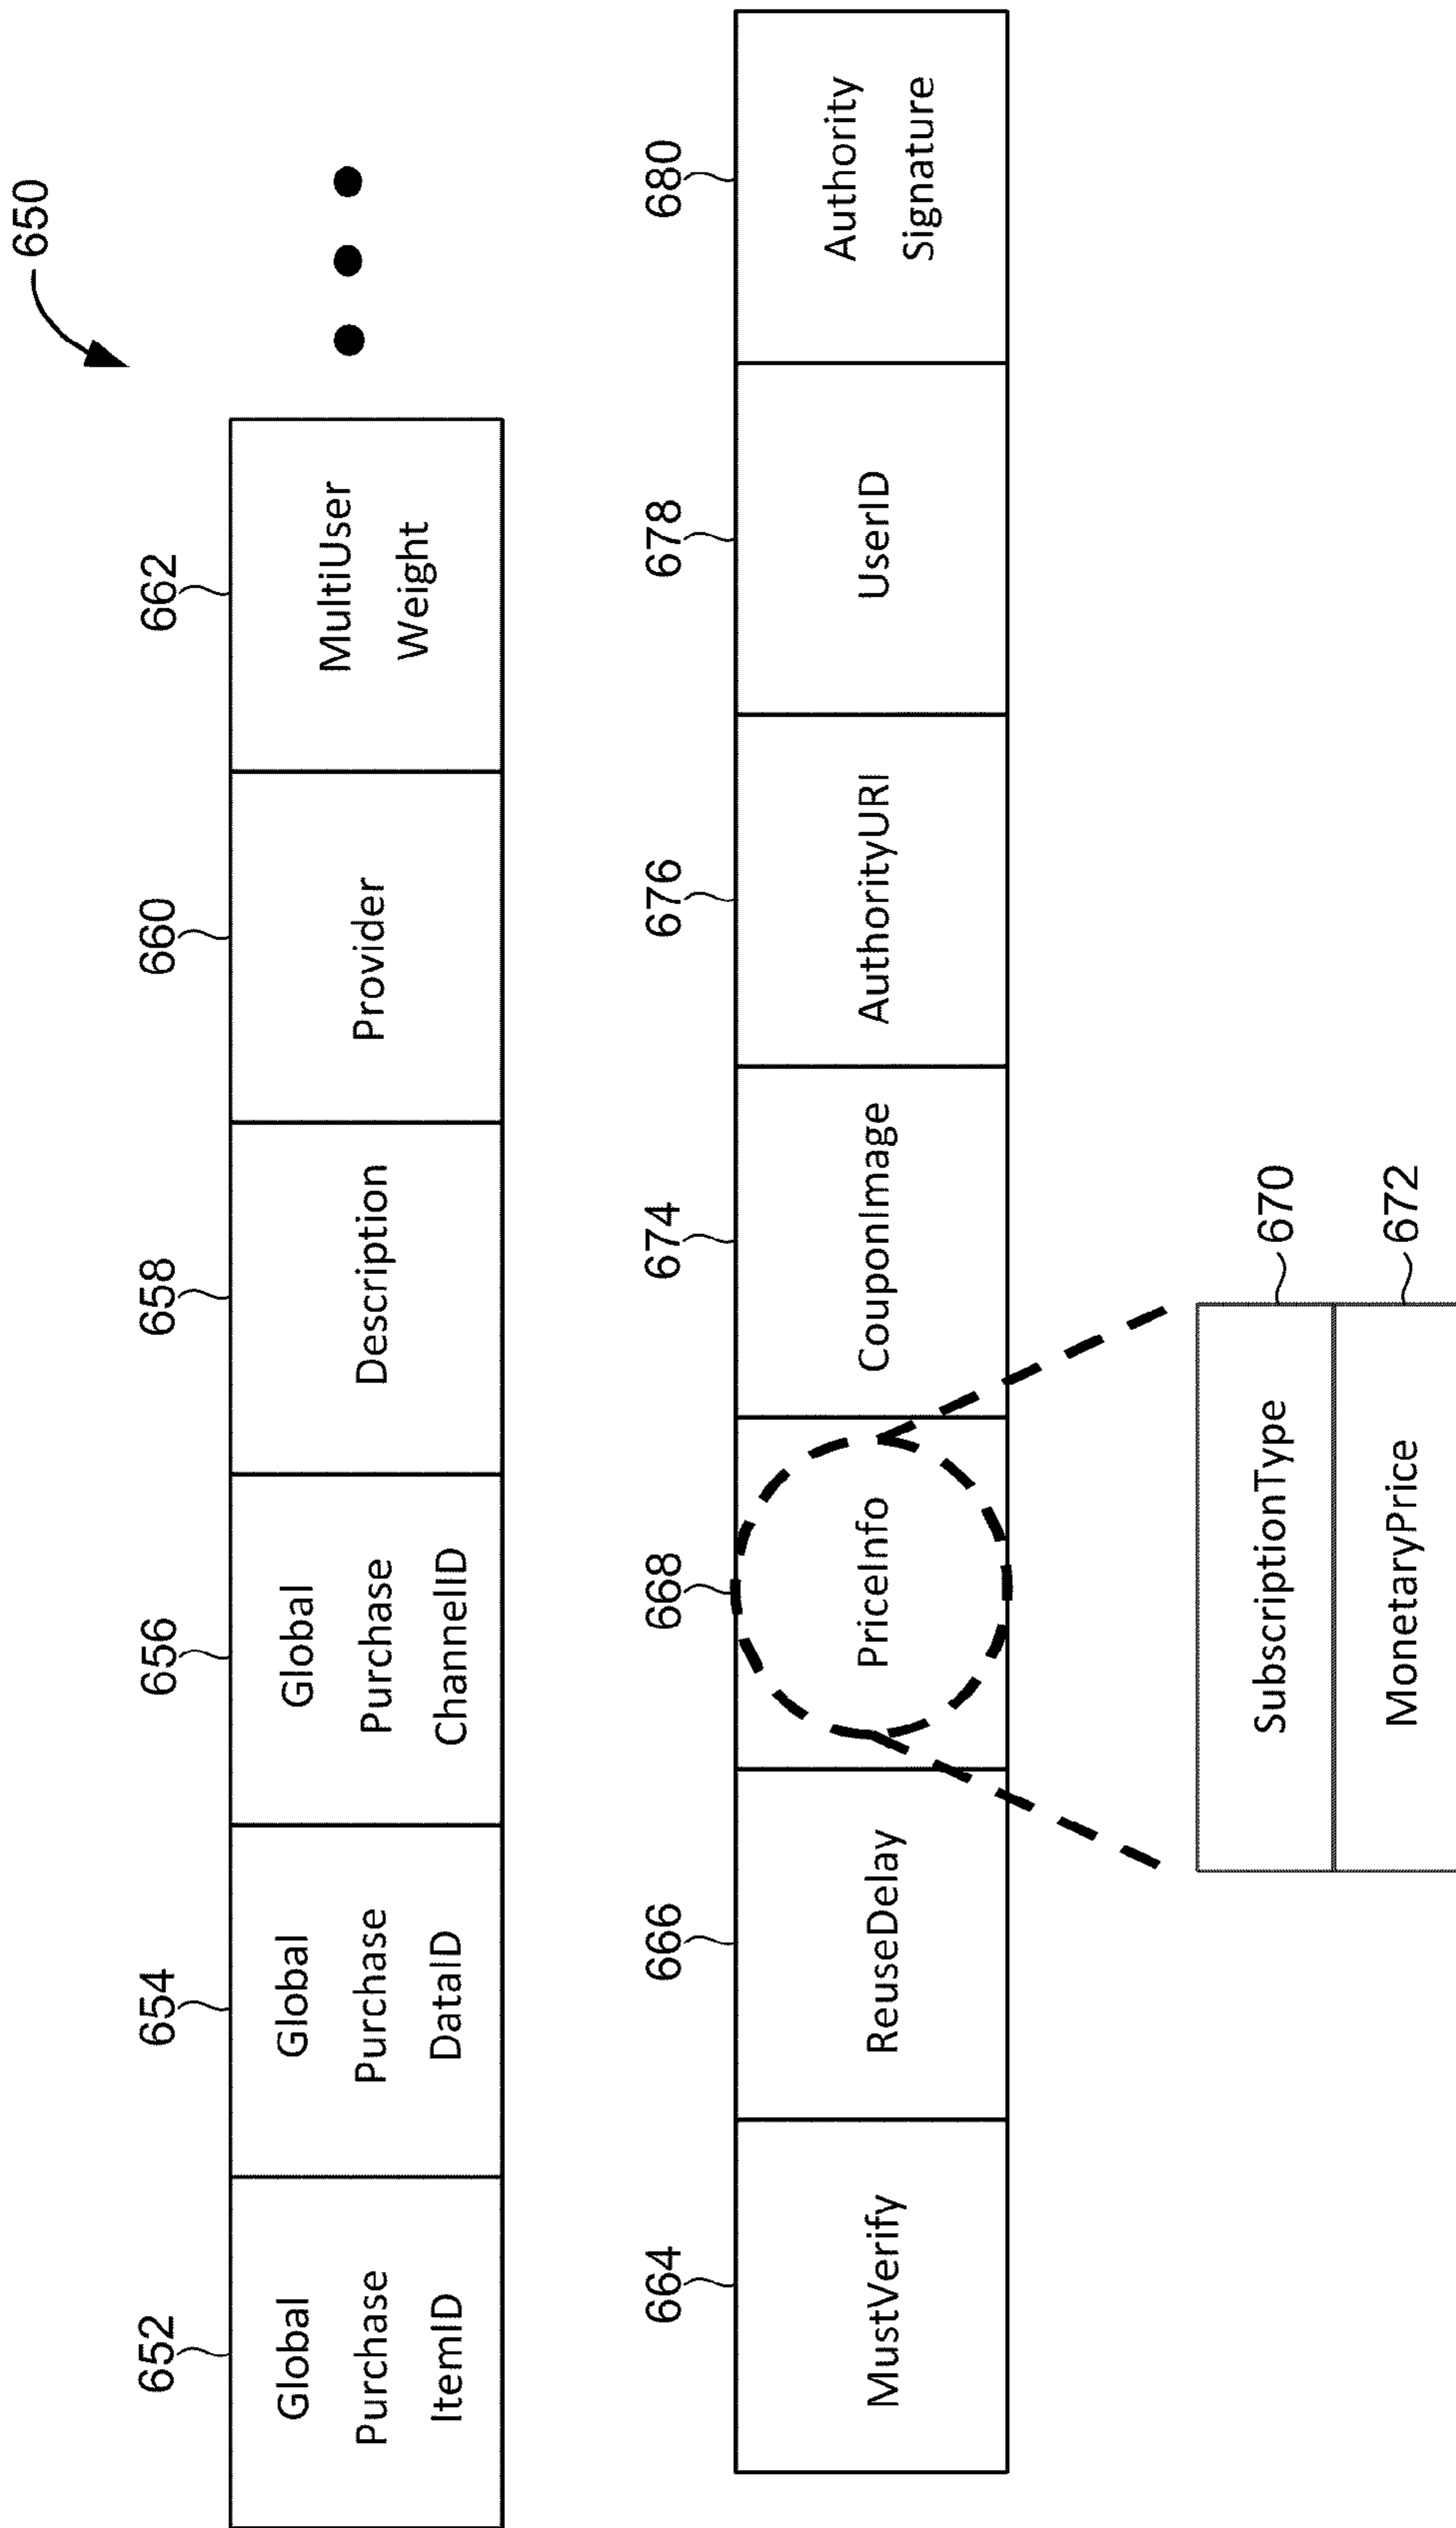 650
652
654
656
658
660
662
Global
Purchase
ItemID
Global
Purchase
DataID
Global
Purchase
ChannelID
Description
Provider
MultiUser
Weight
664
666
668
674
676
678
680
MustVerify
ReuseDelay
PriceInfo
CouponImage
AuthorityURI
UserID
Authority
Signature
SubscriptionType
670
MonetaryPrice
672